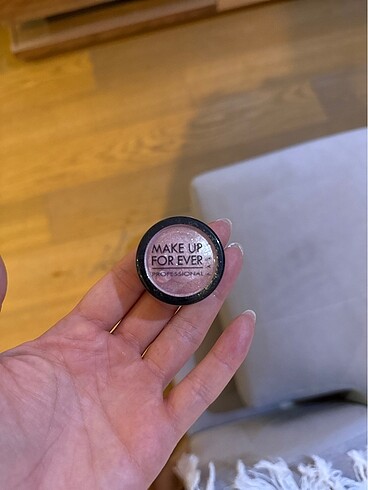 MAKE UP
FOR EVER
PROFESSIONAL